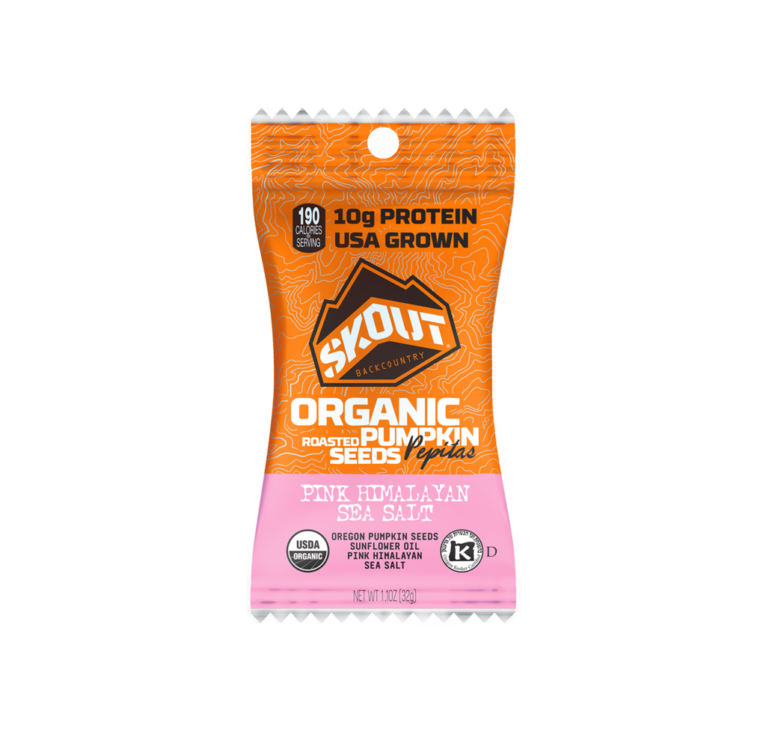 190
CALORIES
PER
SERVING
10g PROTEIN
USA GROWN
SKOUT
BACKCOUNTRY
ORGANIC
ROASTED PUMPKIN
SEEDS Pepitas
PINK HIMALAYAN
SEA SALT
USDA
ORGANIC
OREGON PUMPKIN SEEDS
SUNFLOWER OIL
PINK HIMALAYAN
SEA SALT
K
D
NET WT 1.1OZ (32g)